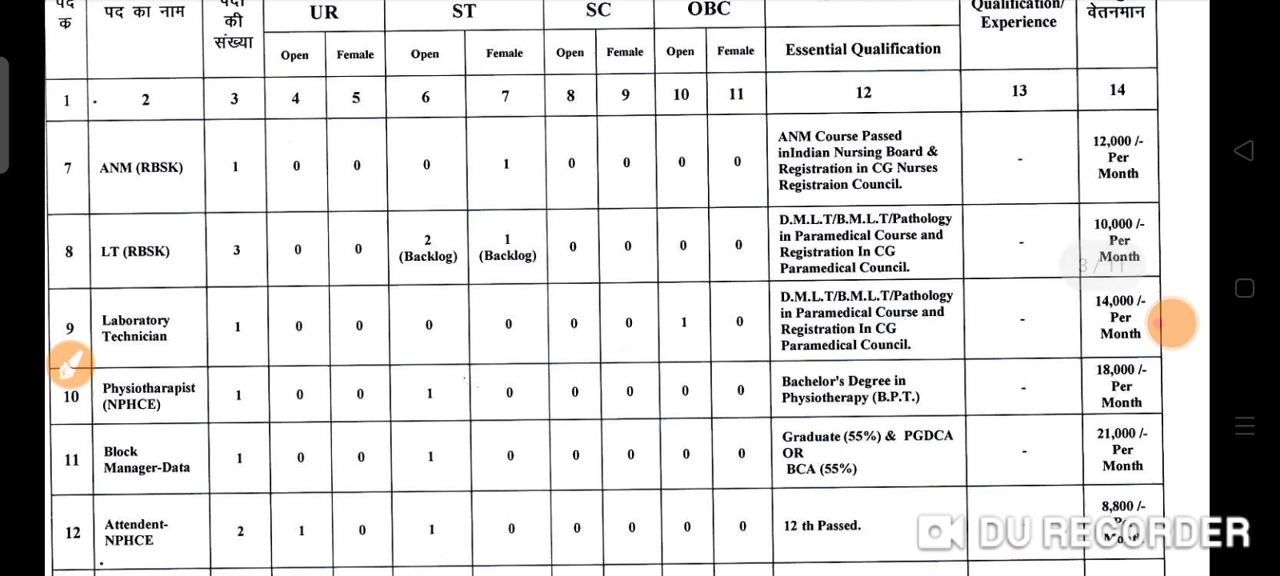 पद
क
पद का नाम
पदों
की
संख्या
UR
ST
SC
OBC
Qualification/
Experience
वेतनमान
Open
Female
Open
Female
Open
Female
Open
Female
Essential Qualification
1 2 3 4 5 6 7 8 9 10 11 12 13 14
7 ANM (RBSK) 1 0 0 0 1 0 0 0 0
ANM Course Passed
inIndian Nursing Board &
Registration in CG Nurses
Registraion Council.
-
12,000 /-
Per
Month
8 LT (RBSK) 3 0 0
2
(Backlog)
1
(Backlog)
0 0 0 0
D.M.L.T/B.M.L.T/Pathology
in Paramedical Course and
Registration In CG
Paramedical Council.
-
10,000 /-
Per
Month
3 / 11
9
Laboratory
Technician
1 0 0 0 0 0 0 1 0
D.M.L.T/B.M.L.T/Pathology
in Paramedical Course and
Registration In CG
Paramedical Council.
-
14,000 /-
Per
Month
10
Physiotharapist
(NPHCE)
1 0 0 1 0 0 0 0 0
Bachelor's Degree in
Physiotherapy (B.P.T.)
-
18,000 /-
Per
Month
11
Block
Manager-Data
1 0 0 1 0 0 0 0 0
Graduate (55%) & PGDCA
OR
BCA (55%)
-
21,000 /-
Per
Month
12
Attendent-
NPHCE
2 1 0 1 0 0 0 0 0
12 th Passed.
8,800 /-
Per
Month
DU RECORDER